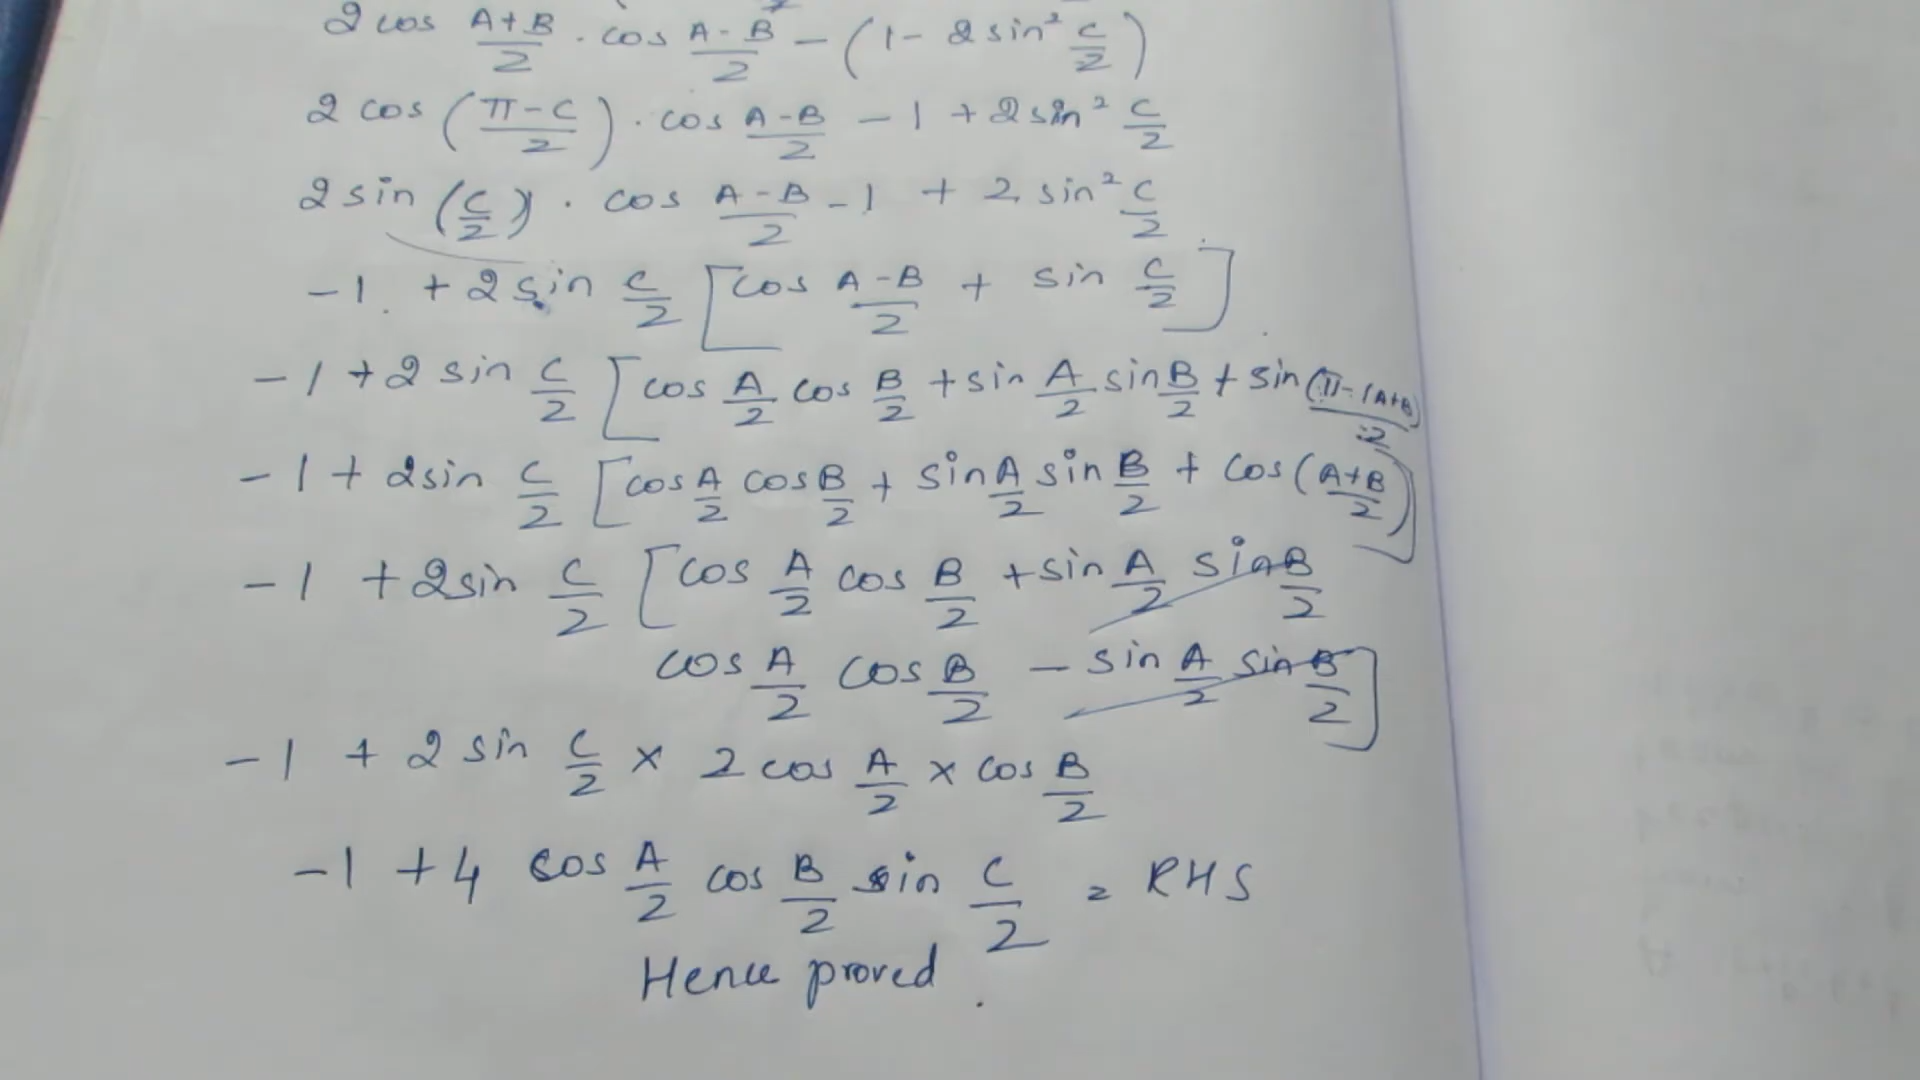 2 cos (A+B)/2 . cos (A-B)/2 - (1 - 2 sin² C/2)
2 cos ((π-C)/2) . cos (A-B)/2 - 1 + 2 sin² C/2
2 sin (C/2) . cos (A-B)/2 - 1 + 2 sin² C/2
-1 + 2 sin C/2 [cos (A-B)/2 + sin C/2]
-1 + 2 sin C/2 [cos A/2 cos B/2 + sin A/2 sin B/2 + sin (π-(A+B)/2
-1 + 2 sin C/2 [cos A/2 cos B/2 + sin A/2 sin B/2 + cos ((A+B)/2)]
-1 + 2 sin C/2 [cos A/2 cos B/2 + sin A/2 sin B/2
cos A/2 cos B/2 - sin A/2 sin B/2]
-1 + 2 sin C/2 × 2 cos A/2 × cos B/2
-1 + 4 cos A/2 cos B/2 sin C/2 = RHS
Hence proved .